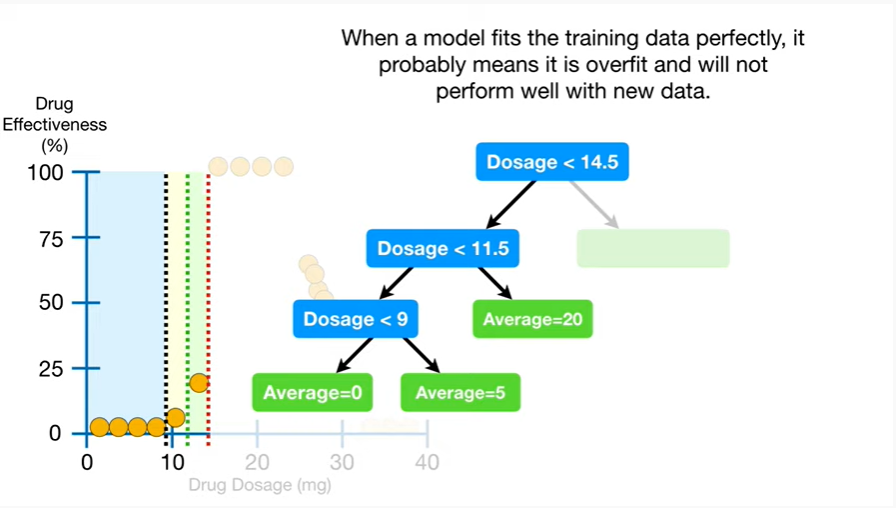 When a model fits the training data perfectly, it
probably means it is overfit and will not
perform well with new data.
Drug
Effectiveness
(%)
100
75
50
25
0
0 10 20 30 40
Drug Dosage (mg)
Dosage < 14.5
Dosage < 11.5
Dosage < 9
Average=20
Average=0
Average=5